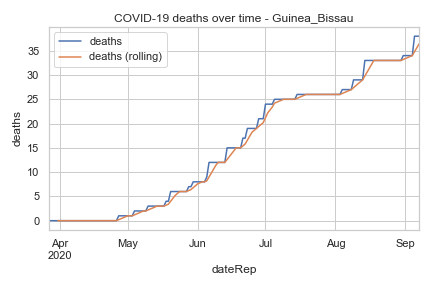 COVID-19 deaths over time - Guinea_Bissau
deaths
deaths (rolling)
deaths
35
30
25
20
15
10
5
0
Apr May Jun Jul Aug Sep
2020
dateRep